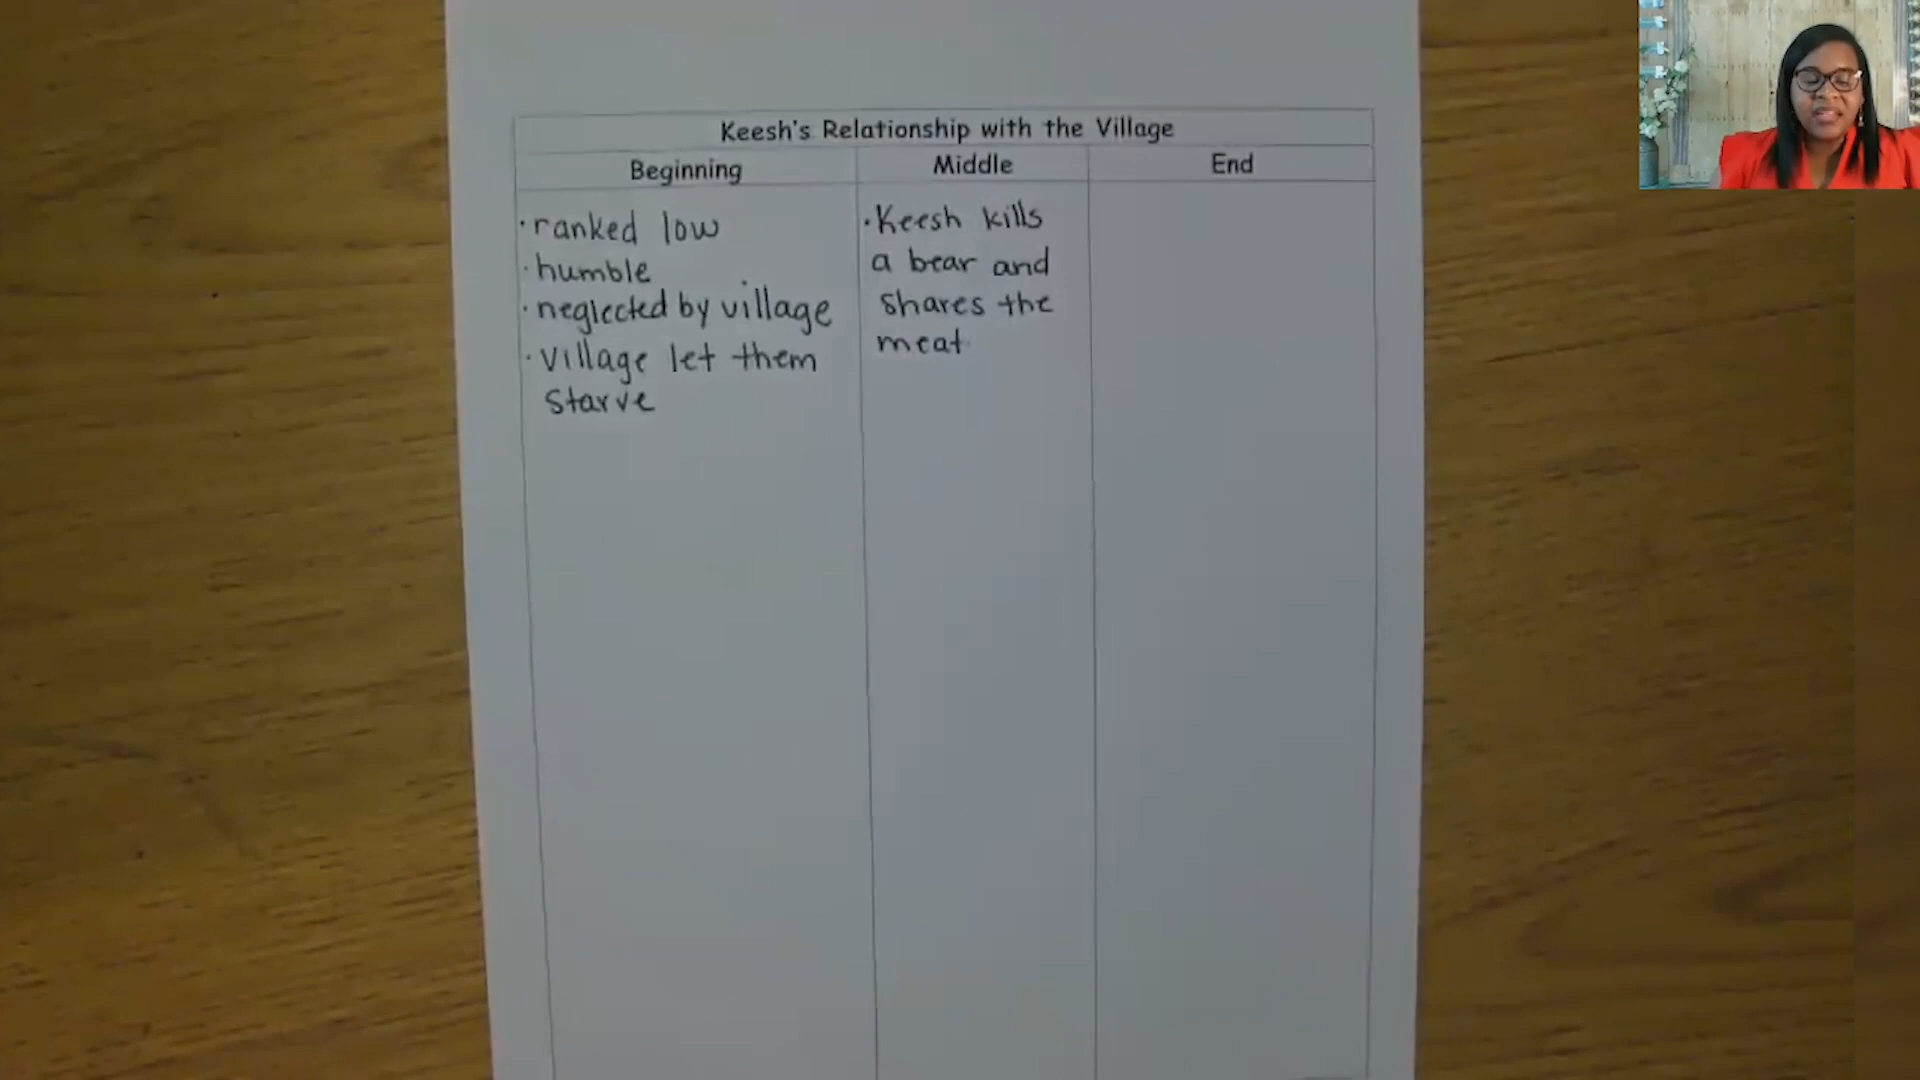 Keesh's Relationship with the Village
Beginning
Middle
End
·ranked low
·humble
·neglected by village
·village let them
starve
·Keesh kills
a bear and
shares the
meat